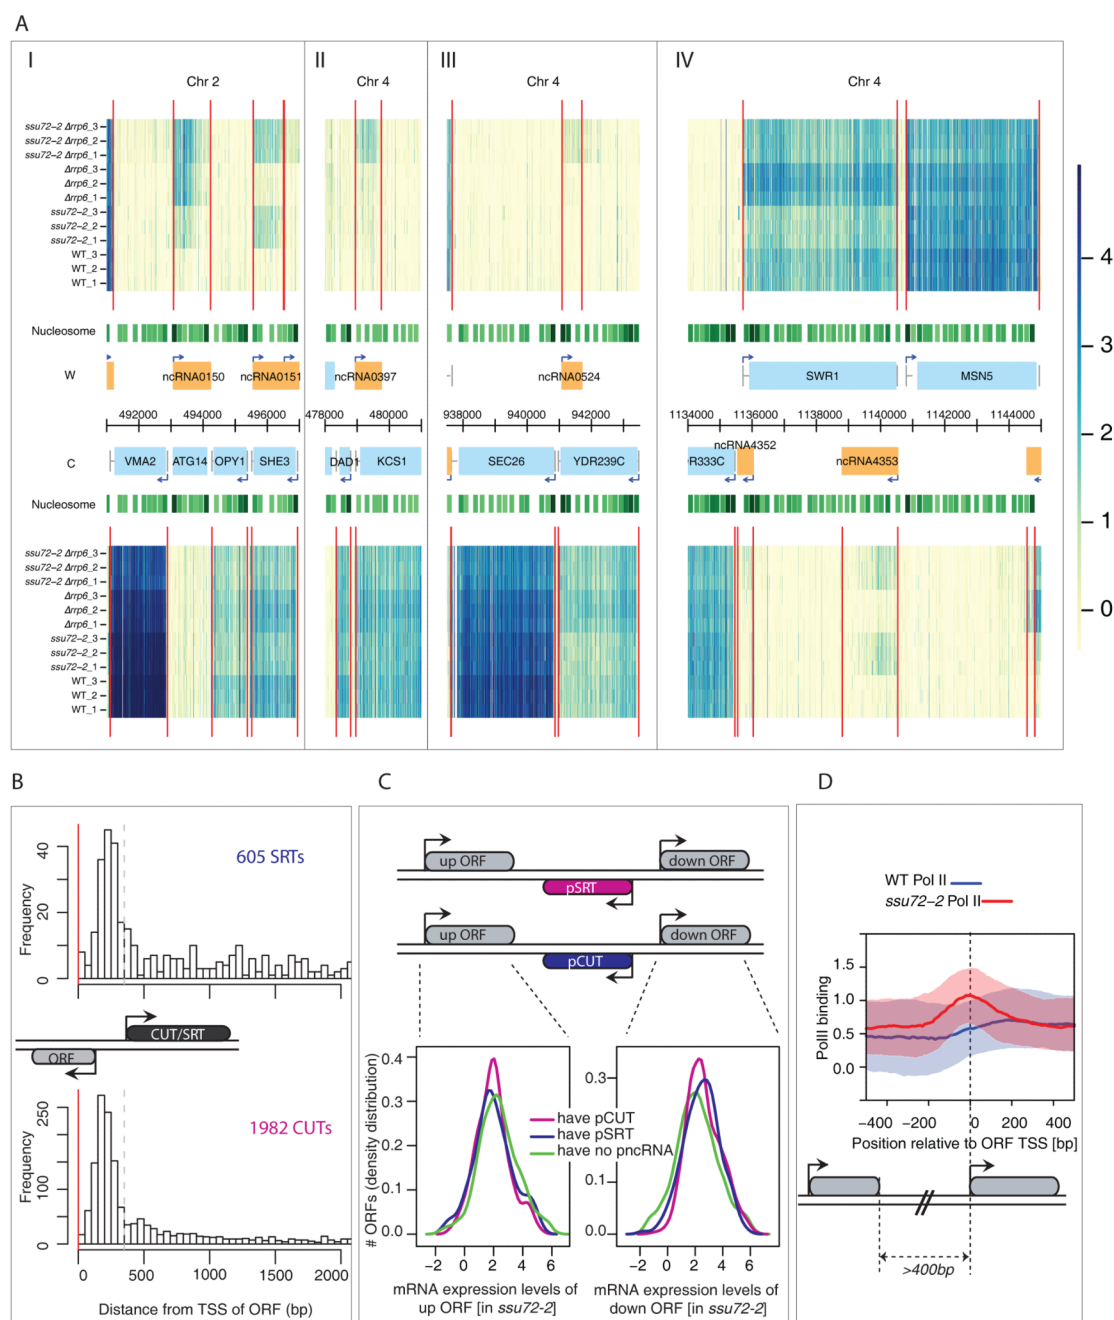 A
I II III IV
Chr 2 Chr 4 Chr 4 Chr 4
ssu72-2 Δrrp6_3
ssu72-2 Δrrp6_2
ssu72-2 Δrrp6_1
Δrrp6_3
Δrrp6_2
Δrrp6_1
ssu72-2_3
ssu72-2_2
ssu72-2_1
WT_3
WT_2
WT_1
4
3
2
1
0
Nucleosome
W ncRNA0150 ncRNA0151 ncRNA0397 ncRNA0524 SWR1 MSN5
492000 494000 496000 478000 480000 938000 940000 942000 1134000 1136000 1138000 1140000 1142000 1144000
ncRNA4352
C VMA2 ATG14 OPY1 SHE3 DAD1 KCS1 SEC26 YDR239C R333C ncRNA4353
Nucleosome
ssu72-2 Δrrp6_3
ssu72-2 Δrrp6_2
ssu72-2 Δrrp6_1
Δrrp6_3
Δrrp6_2
Δrrp6_1
ssu72-2_3
ssu72-2_2
ssu72-2_1
WT_3
WT_2
WT_1
B
605 SRTs
Frequency
0 20 40
0 500 1000 1500 2000
CUT/SRT
ORF
1982 CUTs
Frequency
0 100 250
0 500 1000 1500 2000
Distance from TSS of ORF (bp)
C
up ORF down ORF
pSRT
up ORF down ORF
pCUT
# ORFs (density distribution)
0.4
0.3
0.2
0.1
0.0
0.3
0.1
0.0
have pCUT
have pSRT
have no pncRNA
−2 0 2 4 6
−2 0 2 4 6
mRNA expression levels of
up ORF [in ssu72-2]
mRNA expression levels of
down ORF [in ssu72-2]
D
WT Pol II
ssu72–2 Pol II
PolII binding
1.5
1.0
0.5
0.0
−400 −200 0 200 400
Position relative to ORF TSS [bp]
>400bp